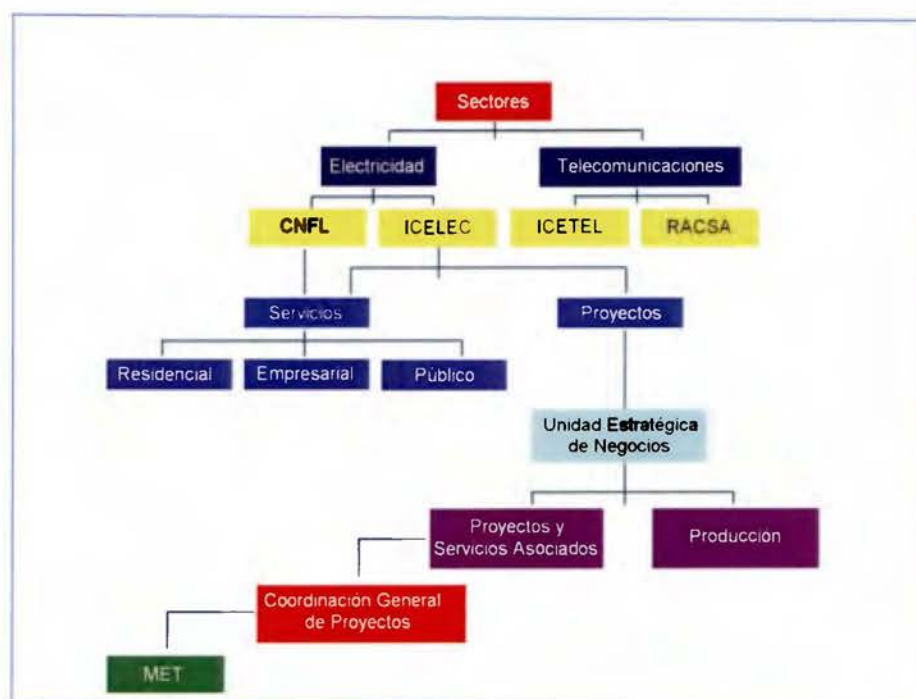 Sectores
Electricidad
Telecomunicaciones
CNFL
ICELEC
ICETEL
RACSA
Servicios
Proyectos
Residencial
Empresarial
Público
Unidad Estratégica
de Negocios
Proyectos y
Servicios Asociados
Producción
Coordinación General
de Proyectos
MET